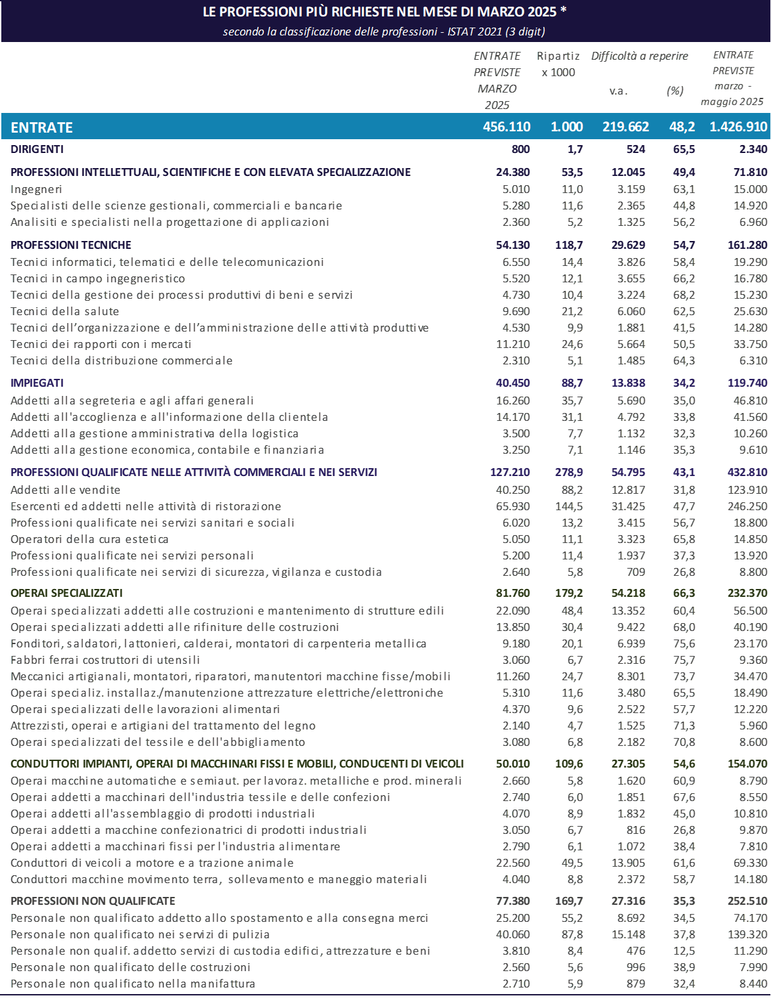 LE PROFESSIONI PIÙ RICHIESTE NEL MESE DI MARZO 2025 *
secondo la classificazione delle professioni - ISTAT 2021 (3 digit)
ENTRATE PREVISTE MARZO 2025 Ripartiz x 1000 Difficoltà a reperire v.a. (%) ENTRATE PREVISTE marzo - maggio 2025
ENTRATE 456.110 1.000 219.662 48,2 1.426.910
DIRIGENTI 800 1,7 524 65,5 2.340
PROFESSIONI INTELLETTUALI, SCIENTIFICHE E CON ELEVATA SPECIALIZZAZIONE 24.380 53,5 12.045 49,4 71.810
Ingegneri 5.010 11,0 3.159 63,1 15.000
Specialisti delle scienze gestionali, commerciali e bancarie 5.280 11,6 2.365 44,8 14.920
Analisiti e specialisti nella progettazione di applicazioni 2.360 5,2 1.325 56,2 6.960
PROFESSIONI TECNICHE 54.130 118,7 29.629 54,7 161.280
Tecnici informatici, telematici e delle telecomunicazioni 6.550 14,4 3.826 58,4 19.290
Tecnici in campo ingegneristico 5.520 12,1 3.655 66,2 16.780
Tecnici della gestione dei processi produttivi di beni e servizi 4.730 10,4 3.224 68,2 15.230
Tecnici della salute 9.690 21,2 6.060 62,5 25.630
Tecnici dell’organizzazione e dell’amministrazione delle attività produttive 4.530 9,9 1.881 41,5 14.280
Tecnici dei rapporti con i mercati 11.210 24,6 5.664 50,5 33.750
Tecnici della distribuzione commerciale 2.310 5,1 1.485 64,3 6.310
IMPIEGATI 40.450 88,7 13.838 34,2 119.740
Addetti alla segreteria e agli affari generali 16.260 35,7 5.690 35,0 46.810
Addetti all'accoglienza e all'informazione della clientela 14.170 31,1 4.792 33,8 41.560
Addetti alla gestione amministrativa della logistica 3.500 7,7 1.132 32,3 10.260
Addetti alla gestione economica, contabile e finanziaria 3.250 7,1 1.146 35,3 9.610
PROFESSIONI QUALIFICATE NELLE ATTIVITÀ COMMERCIALI E NEI SERVIZI 127.210 278,9 54.795 43,1 432.810
Addetti alle vendite 40.250 88,2 12.817 31,8 123.910
Esercenti ed addetti nelle attività di ristorazione 65.930 144,5 31.425 47,7 246.250
Professioni qualificate nei servizi sanitari e sociali 6.020 13,2 3.415 56,7 18.800
Operatori della cura estetica 5.050 11,1 3.323 65,8 14.850
Professioni qualificate nei servizi personali 5.200 11,4 1.937 37,3 13.920
Professioni qualificate nei servizi di sicurezza, vigilanza e custodia 2.640 5,8 709 26,8 8.800
OPERAI SPECIALIZZATI 81.760 179,2 54.218 66,3 232.370
Operai specializzati addetti alle costruzioni e mantenimento di strutture edili 22.090 48,4 13.352 60,4 56.500
Operai specializzati addetti alle rifiniture delle costruzioni 13.850 30,4 9.422 68,0 40.190
Fonditori, saldatori, lattonieri, calderai, montatori di carpenteria metallica 9.180 20,1 6.939 75,6 23.170
Fabbri ferrai costruttori di utensili 3.060 6,7 2.316 75,7 9.360
Meccanici artigianali, montatori, riparatori, manutentori macchine fisse/mobili 11.260 24,7 8.301 73,7 34.470
Operai specializ. installaz./manutenzione attrezzature elettriche/elettroniche 5.310 11,6 3.480 65,5 18.490
Operai specializzati delle lavorazioni alimentari 4.370 9,6 2.522 57,7 12.220
Attrezzisti, operai e artigiani del trattamento del legno 2.140 4,7 1.525 71,3 5.960
Operai specializzati del tessile e dell'abbigliamento 3.080 6,8 2.182 70,8 8.600
CONDUTTORI IMPIANTI, OPERAI DI MACCHINARI FISSI E MOBILI, CONDUCENTI DI VEICOLI 50.010 109,6 27.305 54,6 154.070
Operai macchine automatiche e semiaut. per lavoraz. metalliche e prod. minerali 2.660 5,8 1.620 60,9 8.790
Operai addetti a macchinari dell'industria tessile e delle confezioni 2.740 6,0 1.851 67,6 8.550
Operai addetti all'assemblaggio di prodotti industriali 4.070 8,9 1.832 45,0 10.810
Operai addetti a macchine confezionatrici di prodotti industriali 3.050 6,7 816 26,8 9.870
Operai addetti a macchinari fissi per l'industria alimentare 2.790 6,1 1.072 38,4 7.810
Conduttori di veicoli a motore e a trazione animale 22.560 49,5 13.905 61,6 69.330
Conduttori macchine movimento terra, sollevamento e maneggio materiali 4.040 8,8 2.372 58,7 14.180
PROFESSIONI NON QUALIFICATE 77.380 169,7 27.316 35,3 252.510
Personale non qualificato addetto allo spostamento e alla consegna merci 25.200 55,2 8.692 34,5 74.170
Personale non qualificato nei servizi di pulizia 40.060 87,8 15.148 37,8 139.320
Personale non qualif. addetto servizi di custodia edifici, attrezzature e beni 3.810 8,4 476 12,5 11.290
Personale non qualificato delle costruzioni 2.560 5,6 996 38,9 7.990
Personale non qualificato nella manifattura 2.710 5,9 879 32,4 8.440